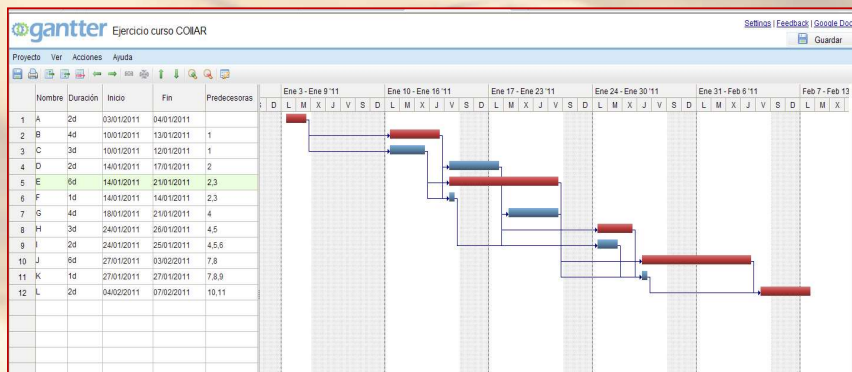 gantter Ejercicio curso COIIAR
Settings | Feedback | Google Doc
Guardar
Proyecto Ver Acciones Ayuda
Nombre Duración Inicio Fin Predecesoras
Ene 3 - Ene 9 '11 Ene 10 - Ene 16 '11 Ene 17 - Ene 23 '11 Ene 24 - Ene 30 '11 Ene 31 - Feb 6 '11 Feb 7 - Feb 13
D L M X J V S D L M X J V S D L M X J V S D L M X J V S D L M X J V S D L M X
1 A 2d 03/01/2011 04/01/2011
2 B 4d 10/01/2011 13/01/2011 1
3 C 3d 10/01/2011 12/01/2011 1
4 D 2d 14/01/2011 17/01/2011 2
5 E 6d 14/01/2011 21/01/2011 2,3
6 F 1d 14/01/2011 14/01/2011 2,3
7 G 4d 18/01/2011 21/01/2011 4
8 H 3d 24/01/2011 26/01/2011 4,5
9 I 2d 24/01/2011 25/01/2011 4,5,6
10 J 6d 27/01/2011 03/02/2011 7,8
11 K 1d 27/01/2011 27/01/2011 7,8,9
12 L 2d 04/02/2011 07/02/2011 10,11